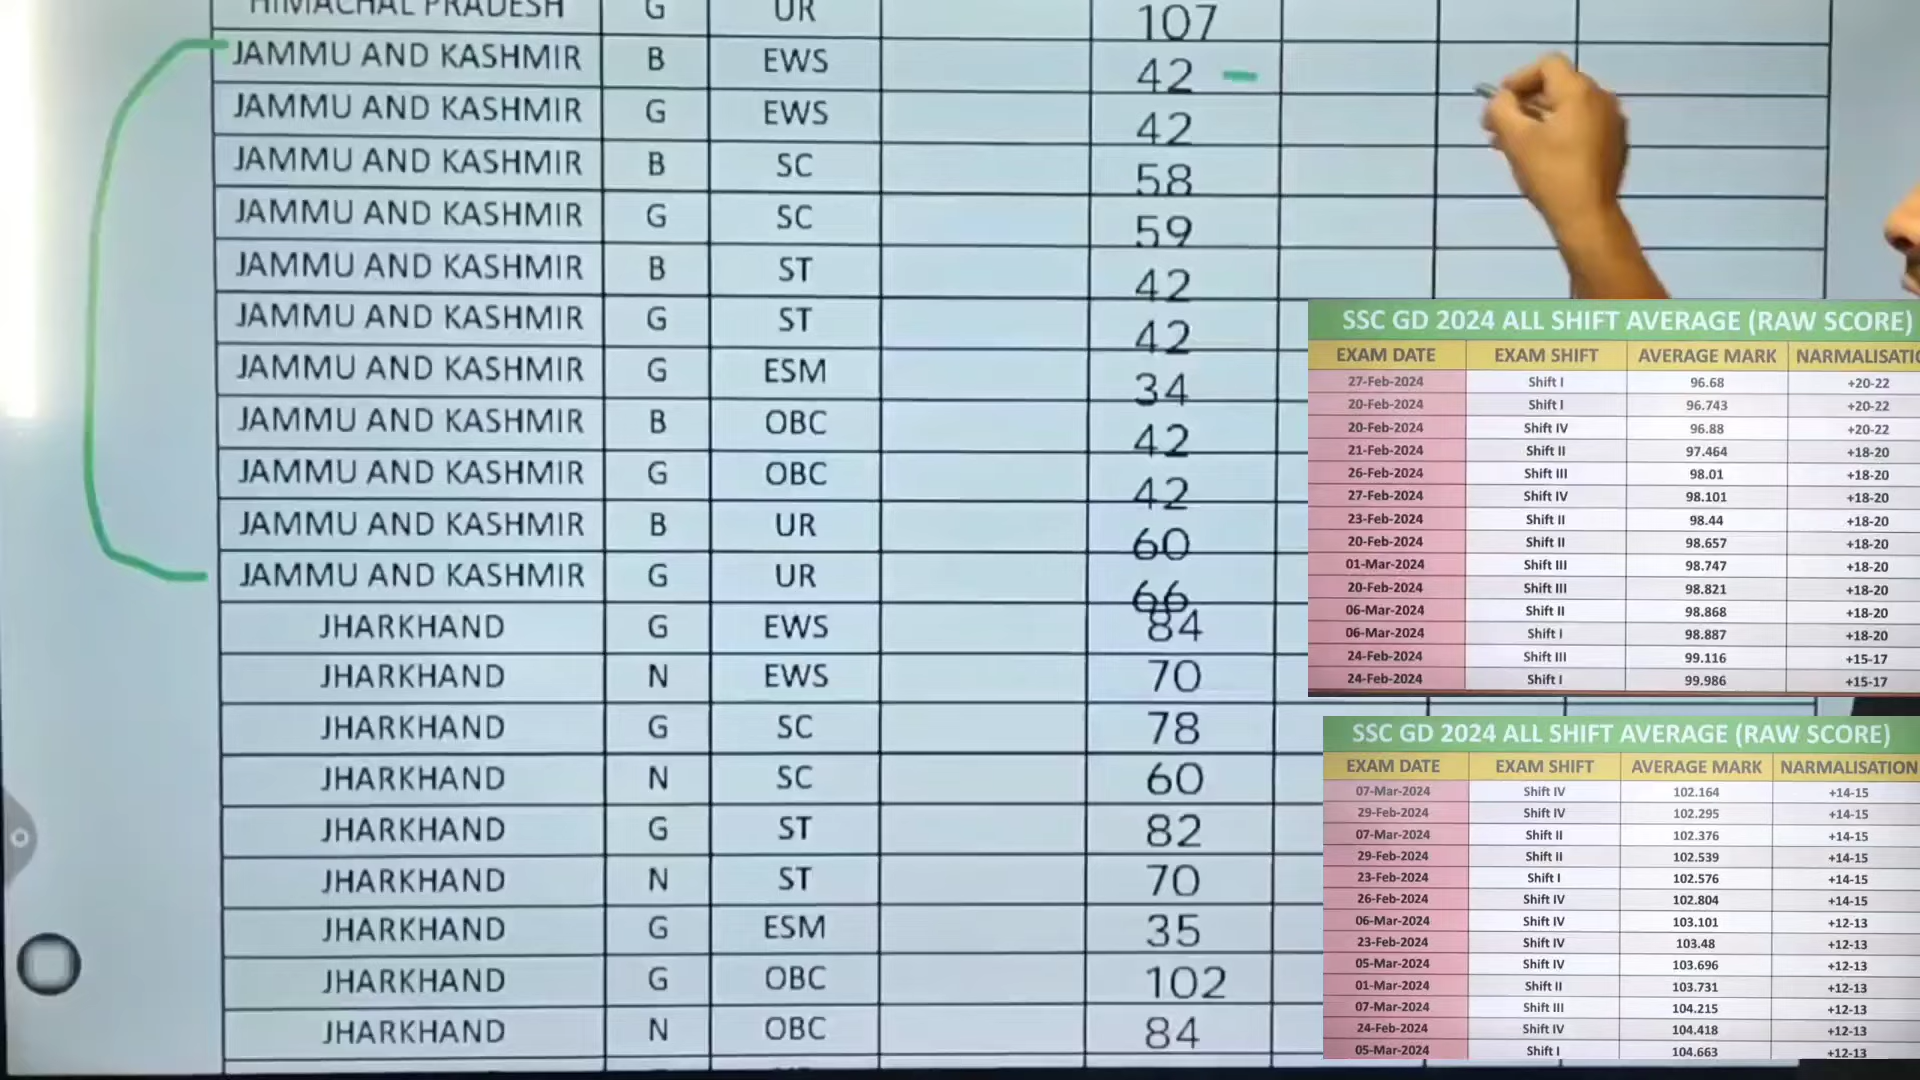 HIMACHAL PRADESH G UR 107
JAMMU AND KASHMIR B EWS 42
JAMMU AND KASHMIR G EWS 42
JAMMU AND KASHMIR B SC 58
JAMMU AND KASHMIR G SC 59
JAMMU AND KASHMIR B ST 42
JAMMU AND KASHMIR G ST 42
JAMMU AND KASHMIR G ESM 34
JAMMU AND KASHMIR B OBC 42
JAMMU AND KASHMIR G OBC 42
JAMMU AND KASHMIR B UR 60
JAMMU AND KASHMIR G UR 66
JHARKHAND G EWS 84
JHARKHAND N EWS 70
JHARKHAND G SC 78
JHARKHAND N SC 60
JHARKHAND G ST 82
JHARKHAND N ST 70
JHARKHAND G ESM 35
JHARKHAND G OBC 102
JHARKHAND N OBC 84
SSC GD 2024 ALL SHIFT AVERAGE (RAW SCORE)
EXAM DATE EXAM SHIFT AVERAGE MARK NARMALISATIO
27-Feb-2024 Shift I 96.68 +20-22
20-Feb-2024 Shift I 96.743 +20-22
20-Feb-2024 Shift IV 96.88 +20-22
21-Feb-2024 Shift II 97.464 +18-20
26-Feb-2024 Shift III 98.01 +18-20
27-Feb-2024 Shift IV 98.101 +18-20
23-Feb-2024 Shift II 98.44 +18-20
20-Feb-2024 Shift II 98.657 +18-20
01-Mar-2024 Shift III 98.747 +18-20
20-Feb-2024 Shift III 98.821 +18-20
06-Mar-2024 Shift II 98.868 +18-20
06-Mar-2024 Shift I 98.887 +18-20
24-Feb-2024 Shift III 99.116 +15-17
24-Feb-2024 Shift I 99.986 +15-17
SSC GD 2024 ALL SHIFT AVERAGE (RAW SCORE)
EXAM DATE EXAM SHIFT AVERAGE MARK NARMALISATION
07-Mar-2024 Shift IV 102.164 +14-15
29-Feb-2024 Shift IV 102.295 +14-15
07-Mar-2024 Shift II 102.376 +14-15
29-Feb-2024 Shift II 102.539 +14-15
23-Feb-2024 Shift I 102.576 +14-15
26-Feb-2024 Shift IV 102.804 +14-15
06-Mar-2024 Shift IV 103.101 +12-13
23-Feb-2024 Shift IV 103.48 +12-13
05-Mar-2024 Shift IV 103.696 +12-13
01-Mar-2024 Shift II 103.731 +12-13
07-Mar-2024 Shift III 104.215 +12-13
24-Feb-2024 Shift IV 104.418 +12-13
05-Mar-2024 Shift I 104.663 +12-13